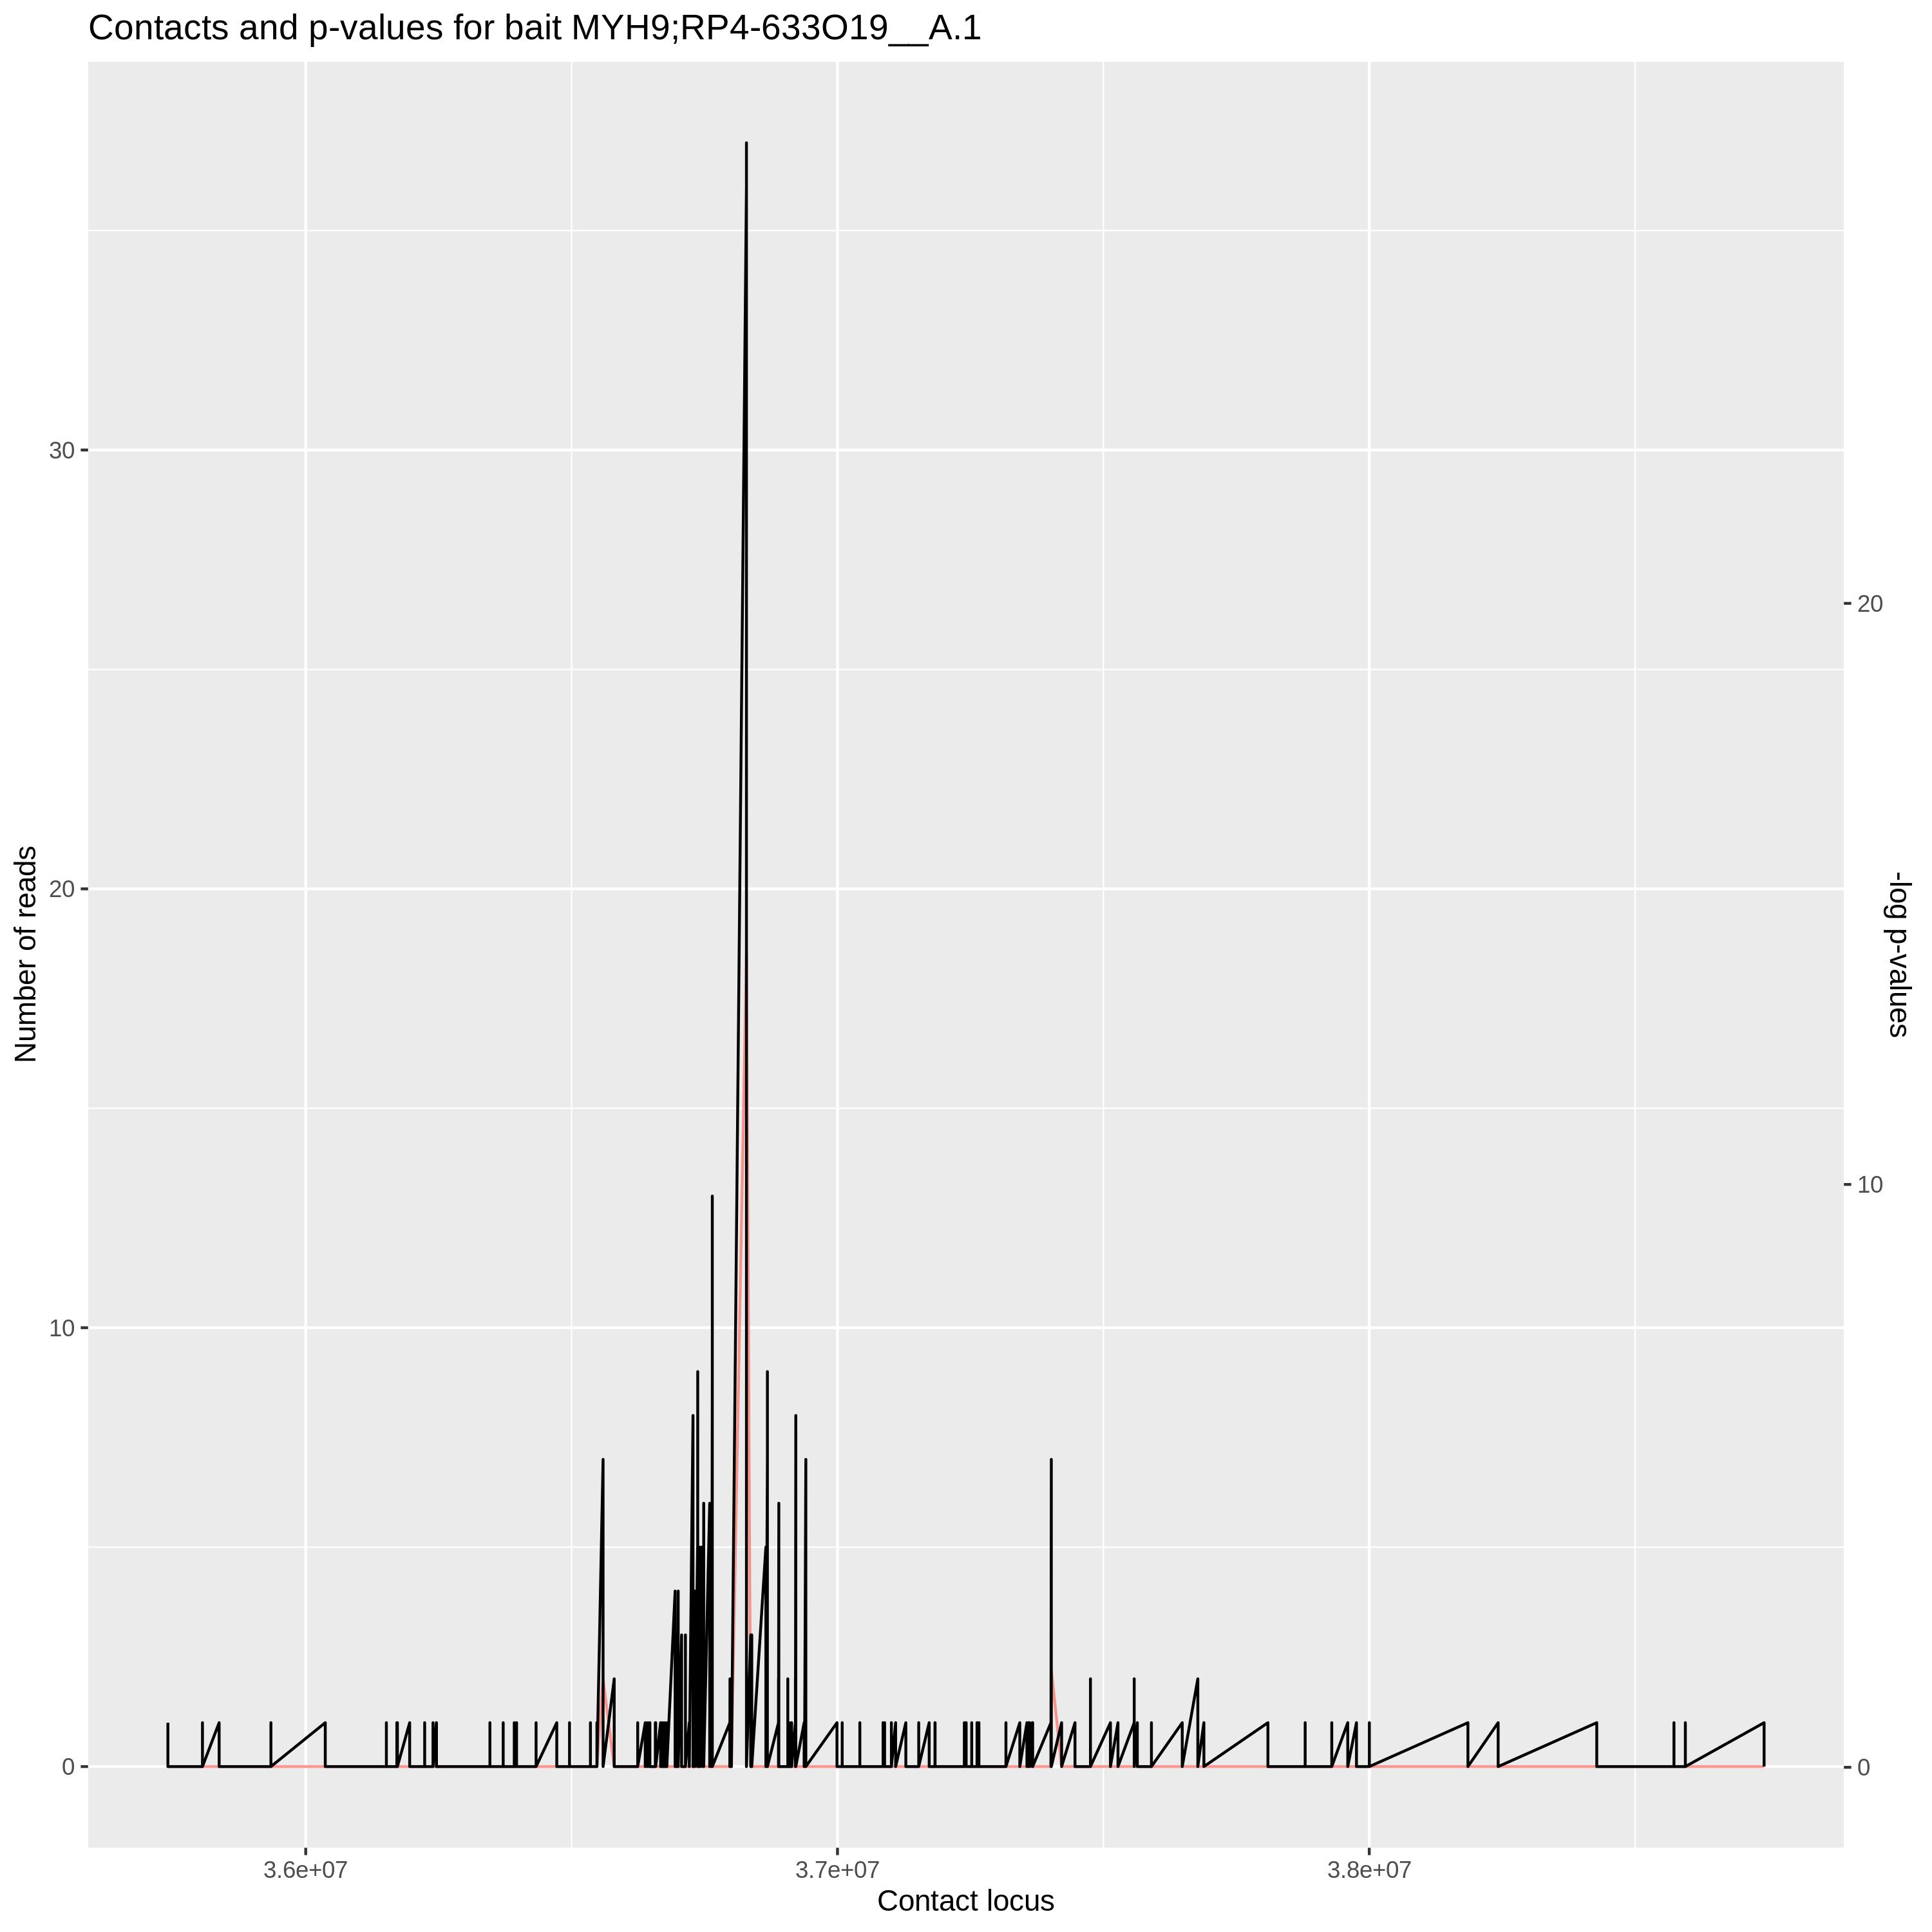 Contacts and p-values for bait MYH9;RP4-633O19__A.1
Number of reads
30
20
10
0
20
10
0
-log p-values
3.6e+07
3.7e+07
3.8e+07
Contact locus